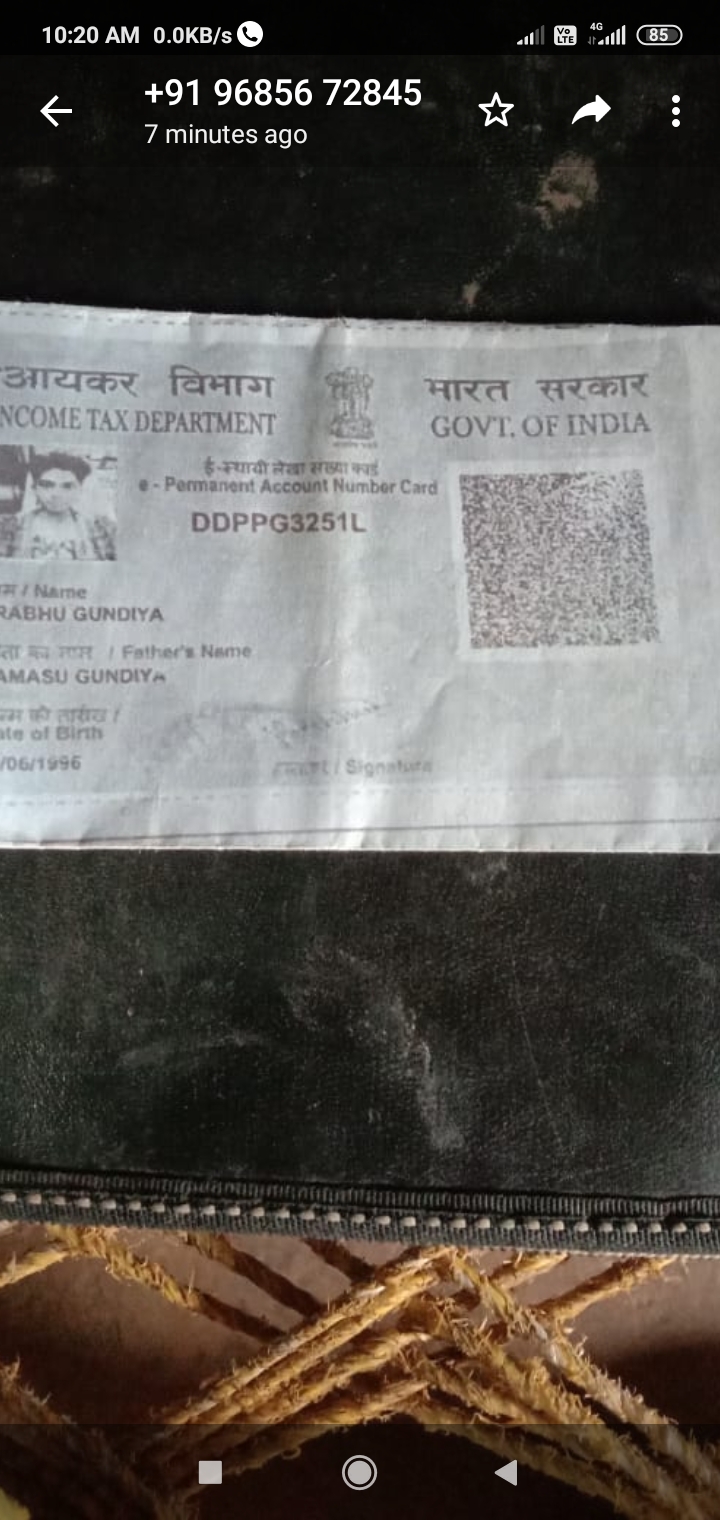 10:20 AM 0.0KB/s Vo LTE 4G 85
+91 96856 72845
7 minutes ago
आयकर विभाग
NCOME TAX DEPARTMENT
भारत सरकार
GOVT. OF INDIA
ई-स्थायी लेखा संख्या कार्ड
e - Permanent Account Number Card
DDPPG3251L
/ Name
RABHU GUNDIYA
/ Father's Name
AMASU GUNDIYA
की तारीख /
ate of Birth
/06/1996
/ Signature